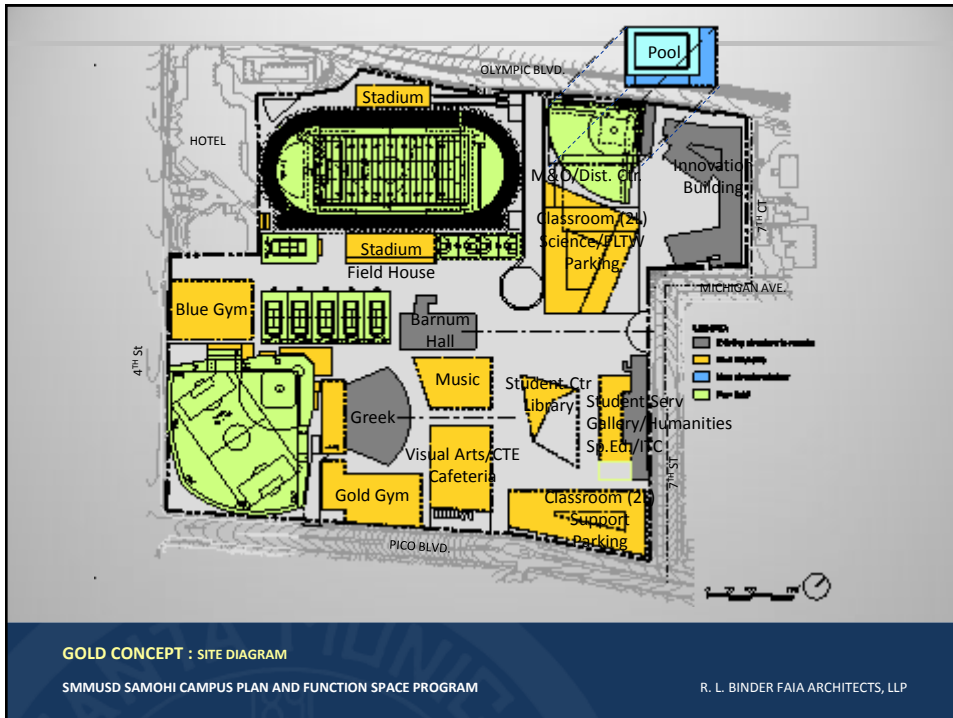 Pool
OLYMPIC BLVD.
Stadium
HOTEL
M&O/Dist. Ctr.
Innovation
Building
7TH CT
Classroom (2L)
Science/PLTW
Parking
Stadium
Field House
MICHIGAN AVE.
Blue Gym
Barnum
Hall
4TH St
Music
Student Ctr
Library
Student Serv
Gallery/Humanities
Sp.Ed./ITC
Greek
Visual Arts/CTE
Cafeteria
7TH ST.
Gold Gym
Classroom (2L)
Support
Parking
PICO BLVD.
GOLD CONCEPT : SITE DIAGRAM
SMMUSD SAMOHI CAMPUS PLAN AND FUNCTION SPACE PROGRAM
R. L. BINDER FAIA ARCHITECTS, LLP